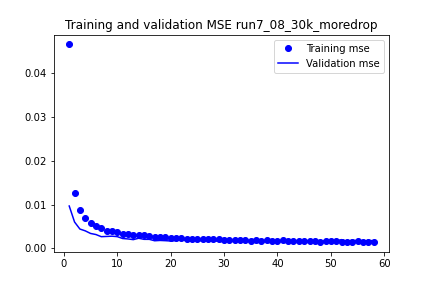 Training and validation MSE run7_08_30k_moredrop
Training mse
Validation mse
0.04
0.03
0.02
0.01
0.00
0 10 20 30 40 50 60